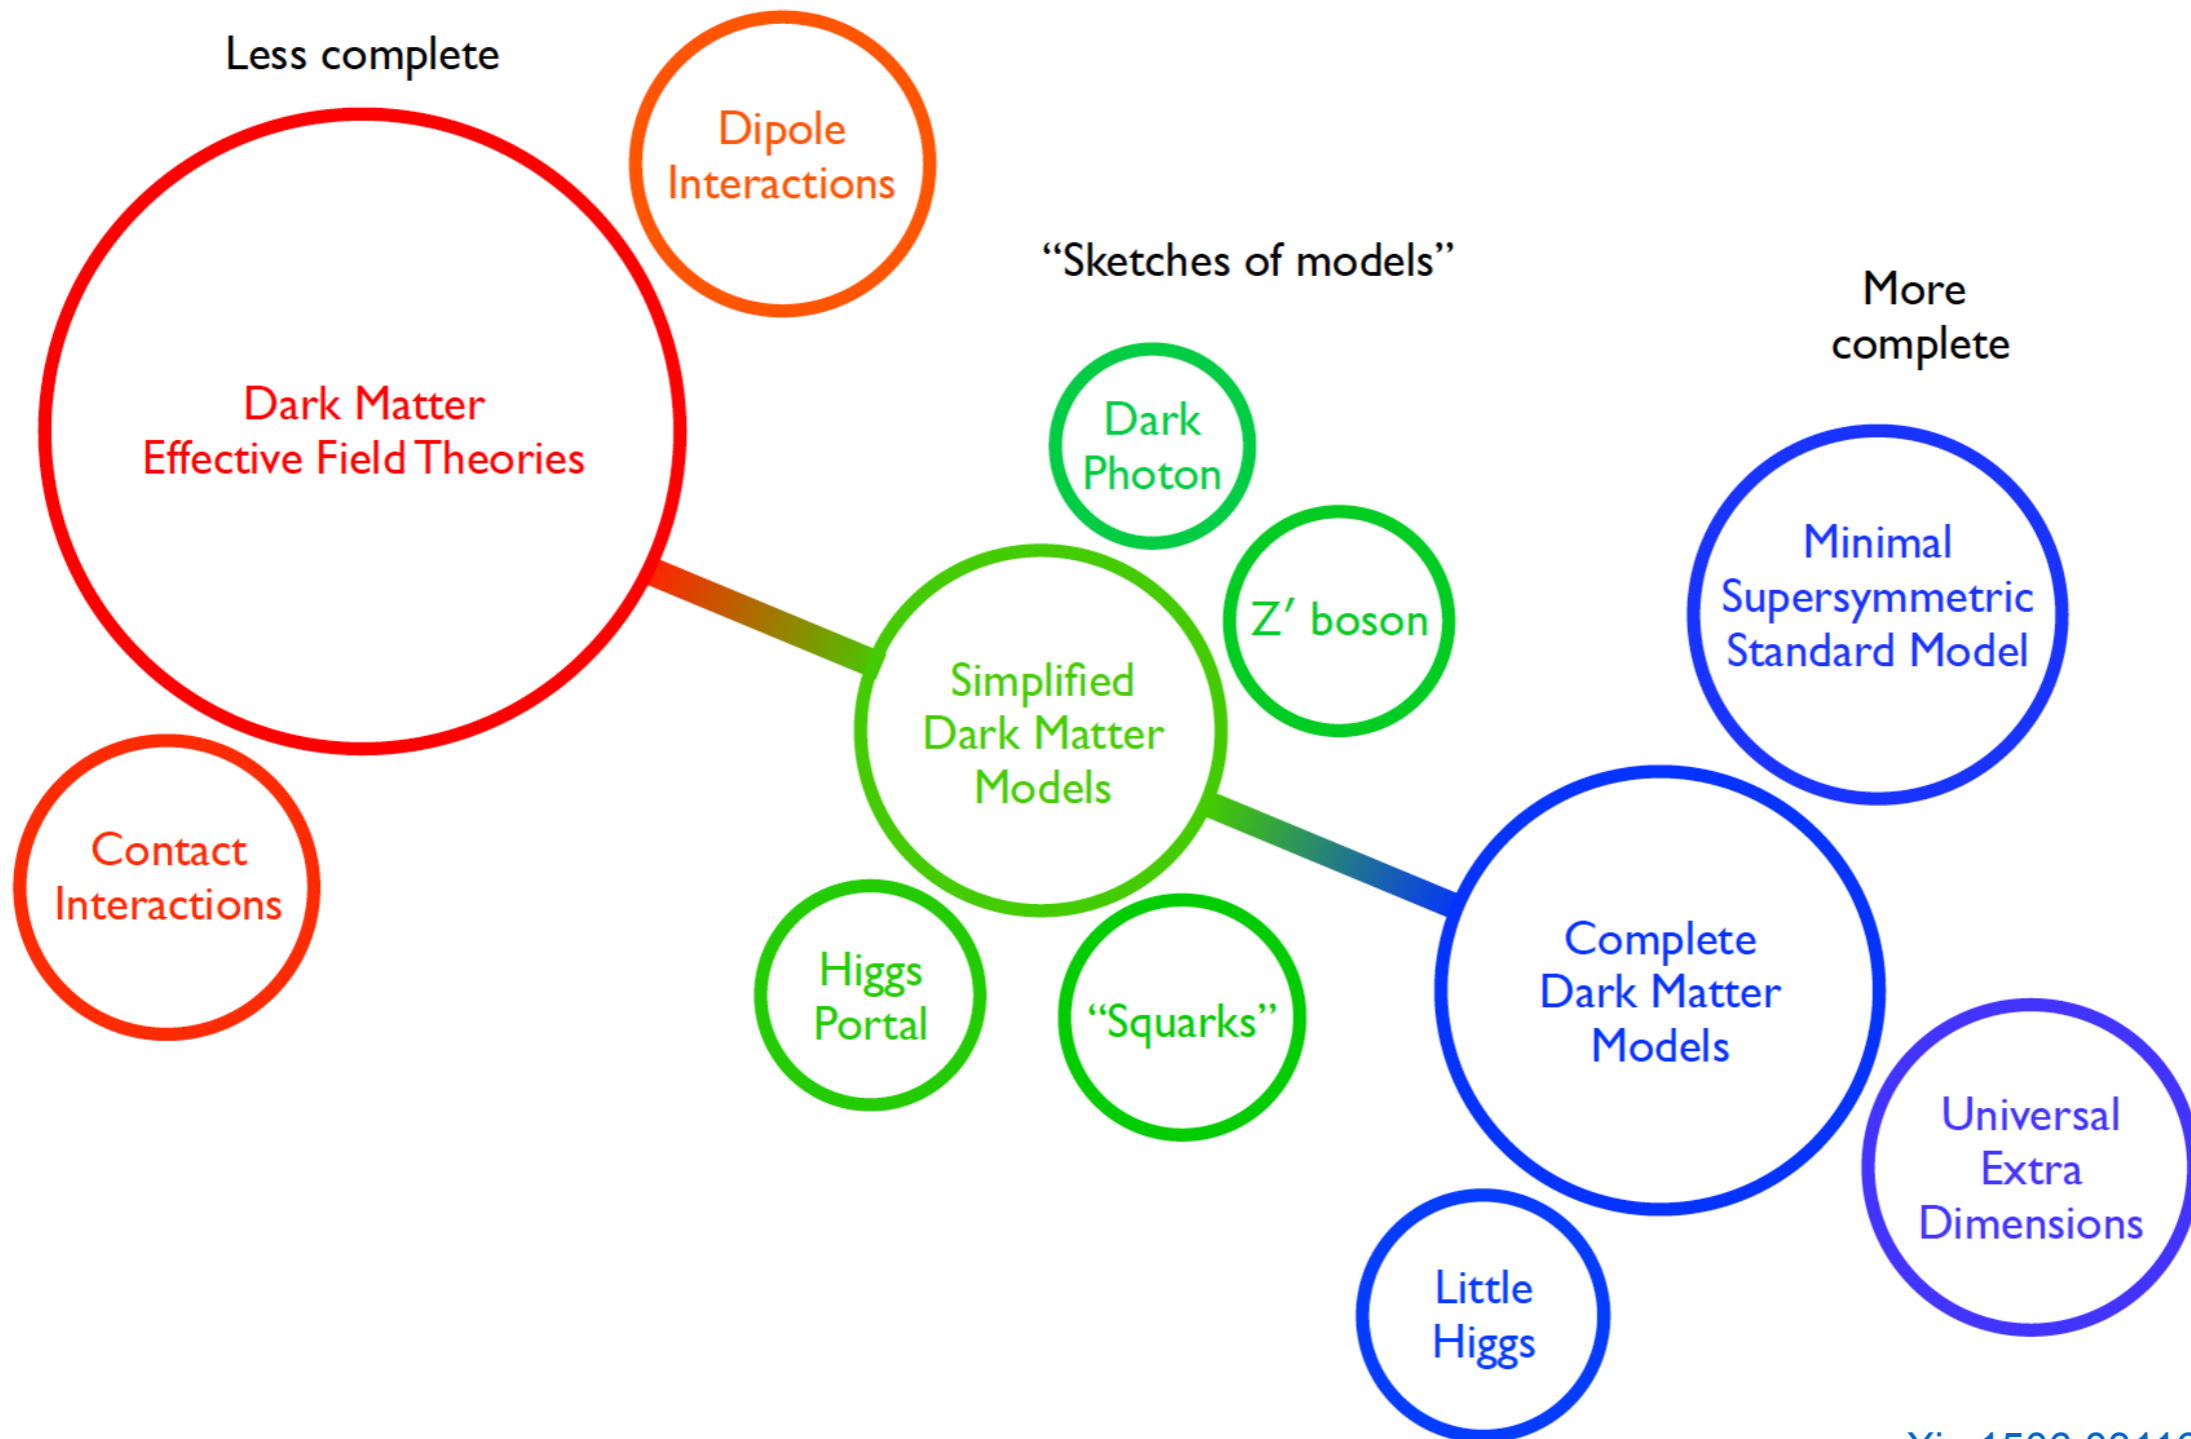 Less complete
Dipole
Interactions
“Sketches of models”
More
complete
Dark Matter
Effective Field Theories
Dark
Photon
Z′ boson
Minimal
Supersymmetric
Standard Model
Simplified
Dark Matter
Models
Contact
Interactions
Higgs
Portal
“Squarks”
Complete
Dark Matter
Models
Universal
Extra
Dimensions
Little
Higgs